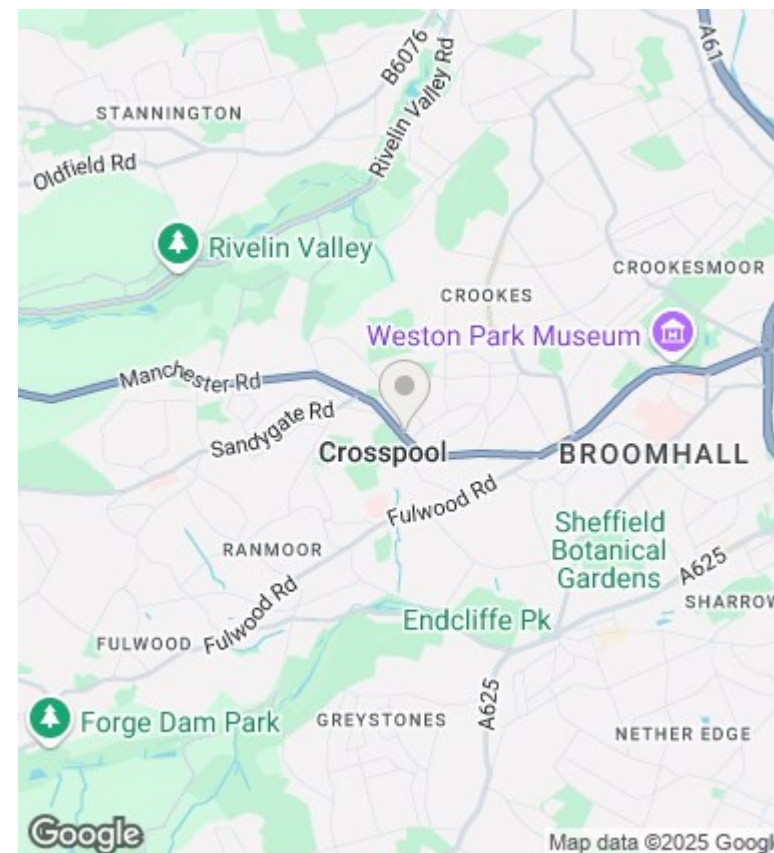 B6076
A61
STANNINGTON
Rivelin Valley Rd
Oldfield Rd
Rivelin Valley
CROOKESMOOR
CROOKES
Weston Park Museum
Manchester Rd
Sandygate Rd
Crosspool
BROOMHALL
Fulwood Rd
Sheffield
Botanical
Gardens
RANMOOR
A625
Fulwood Rd
SHARROW
Endcliffe Pk
FULWOOD
A625
Forge Dam Park
GREYSTONES
NETHER EDGE
Google
Map data ©2025 Googl